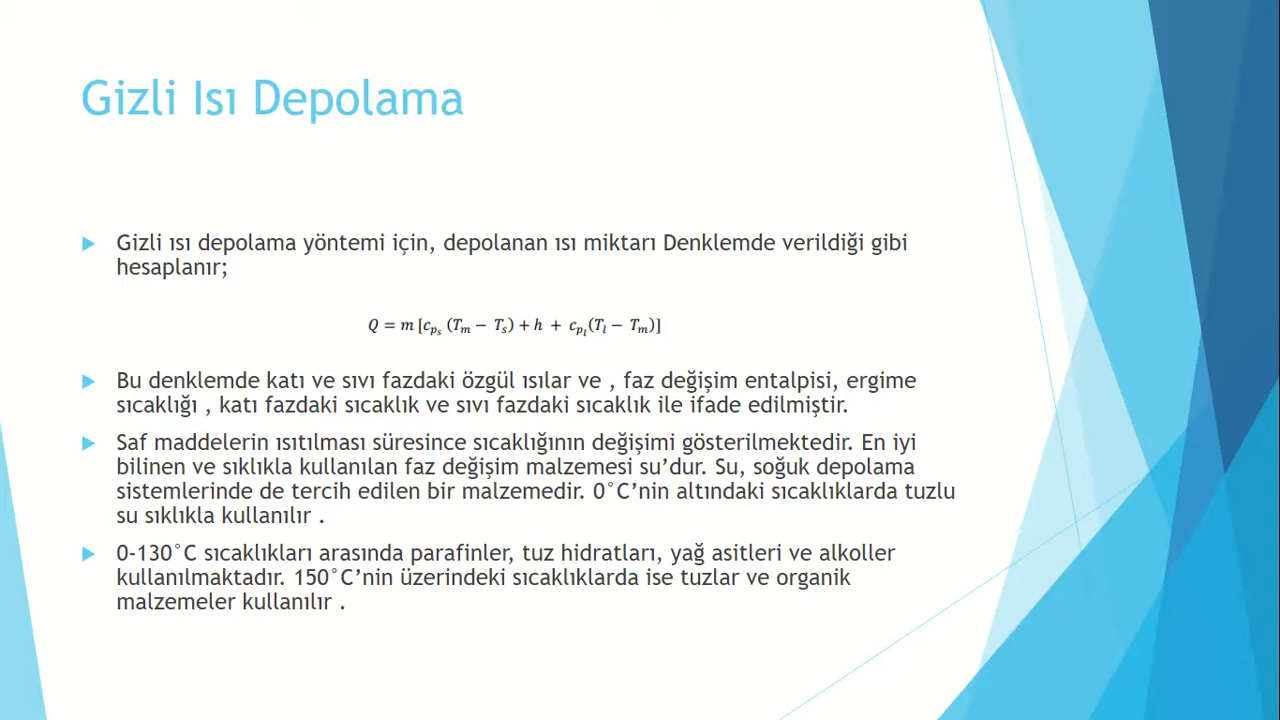 Gizli Isı Depolama
Gizli ısı depolama yöntemi için, depolanan ısı miktarı Denklemde verildiği gibi
hesaplanır;
Q = m [c_{p_s} (T_m − T_s) + h + c_{p_l}(T_l − T_m)]
Bu denklemde katı ve sıvı fazdaki özgül ısılar ve , faz değişim entalpisi, ergime
sıcaklığı , katı fazdaki sıcaklık ve sıvı fazdaki sıcaklık ile ifade edilmiştir.
Saf maddelerin ısıtılması süresince sıcaklığının değişimi gösterilmektedir. En iyi
bilinen ve sıklıkla kullanılan faz değişim malzemesi su’dur. Su, soğuk depolama
sistemlerinde de tercih edilen bir malzemedir. 0°C’nin altındaki sıcaklıklarda tuzlu
su sıklıkla kullanılır .
0-130°C sıcaklıkları arasında parafinler, tuz hidratları, yağ asitleri ve alkoller
kullanılmaktadır. 150°C’nin üzerindeki sıcaklıklarda ise tuzlar ve organik
malzemeler kullanılır .